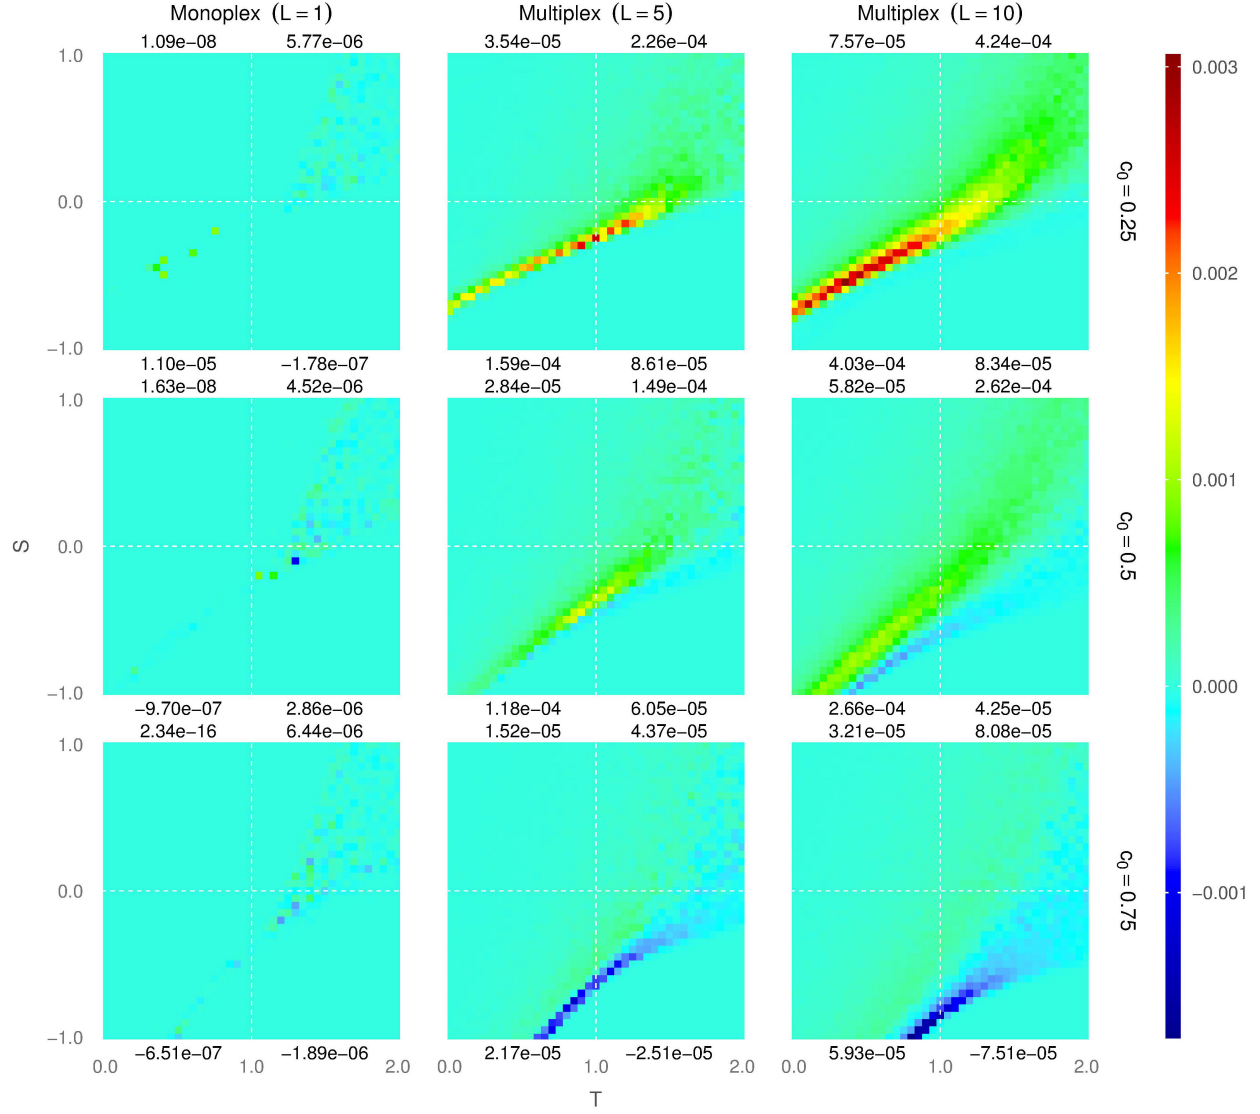 Monoplex (L = 1) Multiplex (L = 5) Multiplex (L = 10)
1.09e−08 5.77e−06 3.54e−05 2.26e−04 7.57e−05 4.24e−04
1.0
0.003
c0 = 0.25
0.0
0.002
−1.0
1.10e−05 −1.78e−07 1.59e−04 8.61e−05 4.03e−04 8.34e−05
1.63e−08 4.52e−06 2.84e−05 1.49e−04 5.82e−05 2.62e−04
1.0
0.001
S
0.0
c0 = 0.5
0.000
−1.0
−9.70e−07 2.86e−06 1.18e−04 6.05e−05 2.66e−04 4.25e−05
2.34e−16 6.44e−06 1.52e−05 4.37e−05 3.21e−05 8.08e−05
1.0
0.0
c0 = 0.75
−0.001
−1.0
−6.51e−07 −1.89e−06 2.17e−05 −2.51e−05 5.93e−05 −7.51e−05
0.0 1.0 2.0 0.0 1.0 2.0 0.0 1.0 2.0
T